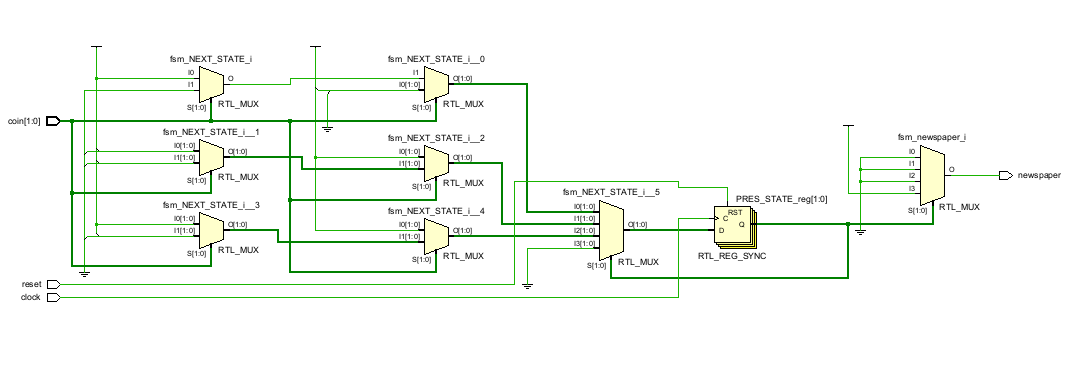 fsm_NEXT_STATE_i
I0
I1
O
S[1:0]
RTL_MUX
fsm_NEXT_STATE_i__0
I1
I0[1:0]
O[1:0]
S[1:0]
RTL_MUX
coin[1:0]
fsm_NEXT_STATE_i__1
I0[1:0]
I1[1:0]
O[1:0]
S[1:0]
RTL_MUX
fsm_NEXT_STATE_i__2
I0[1:0]
I1[1:0]
O[1:0]
S[1:0]
RTL_MUX
fsm_NEXT_STATE_i__3
I0[1:0]
I1[1:0]
O[1:0]
S[1:0]
RTL_MUX
fsm_NEXT_STATE_i__4
I0[1:0]
I1[1:0]
O[1:0]
S[1:0]
RTL_MUX
fsm_NEXT_STATE_i__5
I0[1:0]
I1[1:0]
I2[1:0]
I3[1:0]
O[1:0]
S[1:0]
RTL_MUX
PRES_STATE_reg[1:0]
RST
C
Q
D
RTL_REG_SYNC
fsm_newspaper_i
I0
I1
I2
I3
O
S[1:0]
RTL_MUX
newspaper
reset
clock